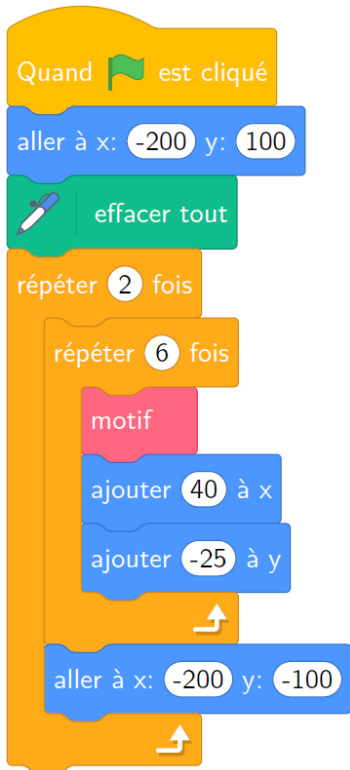 Quand est cliqué
aller à x: -200 y: 100
effacer tout
répéter 2 fois
répéter 6 fois
motif
ajouter 40 à x
ajouter -25 à y
aller à x: -200 y: -100